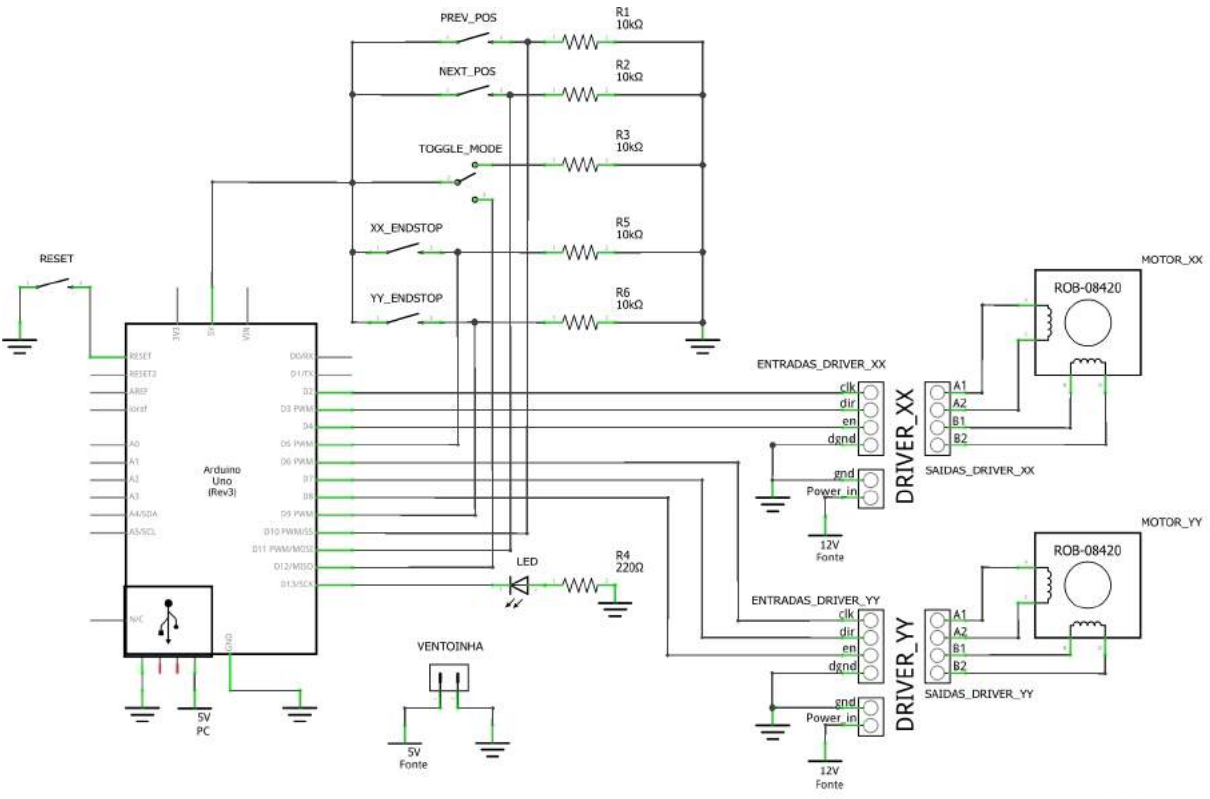 PREV_POS
R1
10kΩ
NEXT_POS
R2
10kΩ
TOGGLE_MODE
R3
10kΩ
XX_ENDSTOP
R5
10kΩ
YY_ENDSTOP
R6
10kΩ
RESET
3V3
5V
VIN
RESET
RESET2
AREF
ioref
A0
A1
A2
A3
A4/SDA
A5/SCL
N/C
GND
Arduino
Uno
(Rev3)
D0/RX
D1/TX
D2
D3 PWM
D4
D5 PWM
D6 PWM
D7
D8
D9 PWM
D10 PWM/SS
D11 PWM/MOSI
D12/MISO
D13/SCK
LED
R4
220Ω
5V
PC
VENTOINHA
5V
Fonte
ENTRADAS_DRIVER_XX
clk
dir
en
dgnd
gnd
Power_in
12V
Fonte
DRIVER_XX
A1
A2
B1
B2
SAIDAS_DRIVER_XX
MOTOR_XX
ROB-08420
ENTRADAS_DRIVER_YY
clk
dir
en
dgnd
gnd
Power_in
12V
Fonte
DRIVER_YY
A1
A2
B1
B2
SAIDAS_DRIVER_YY
MOTOR_YY
ROB-08420